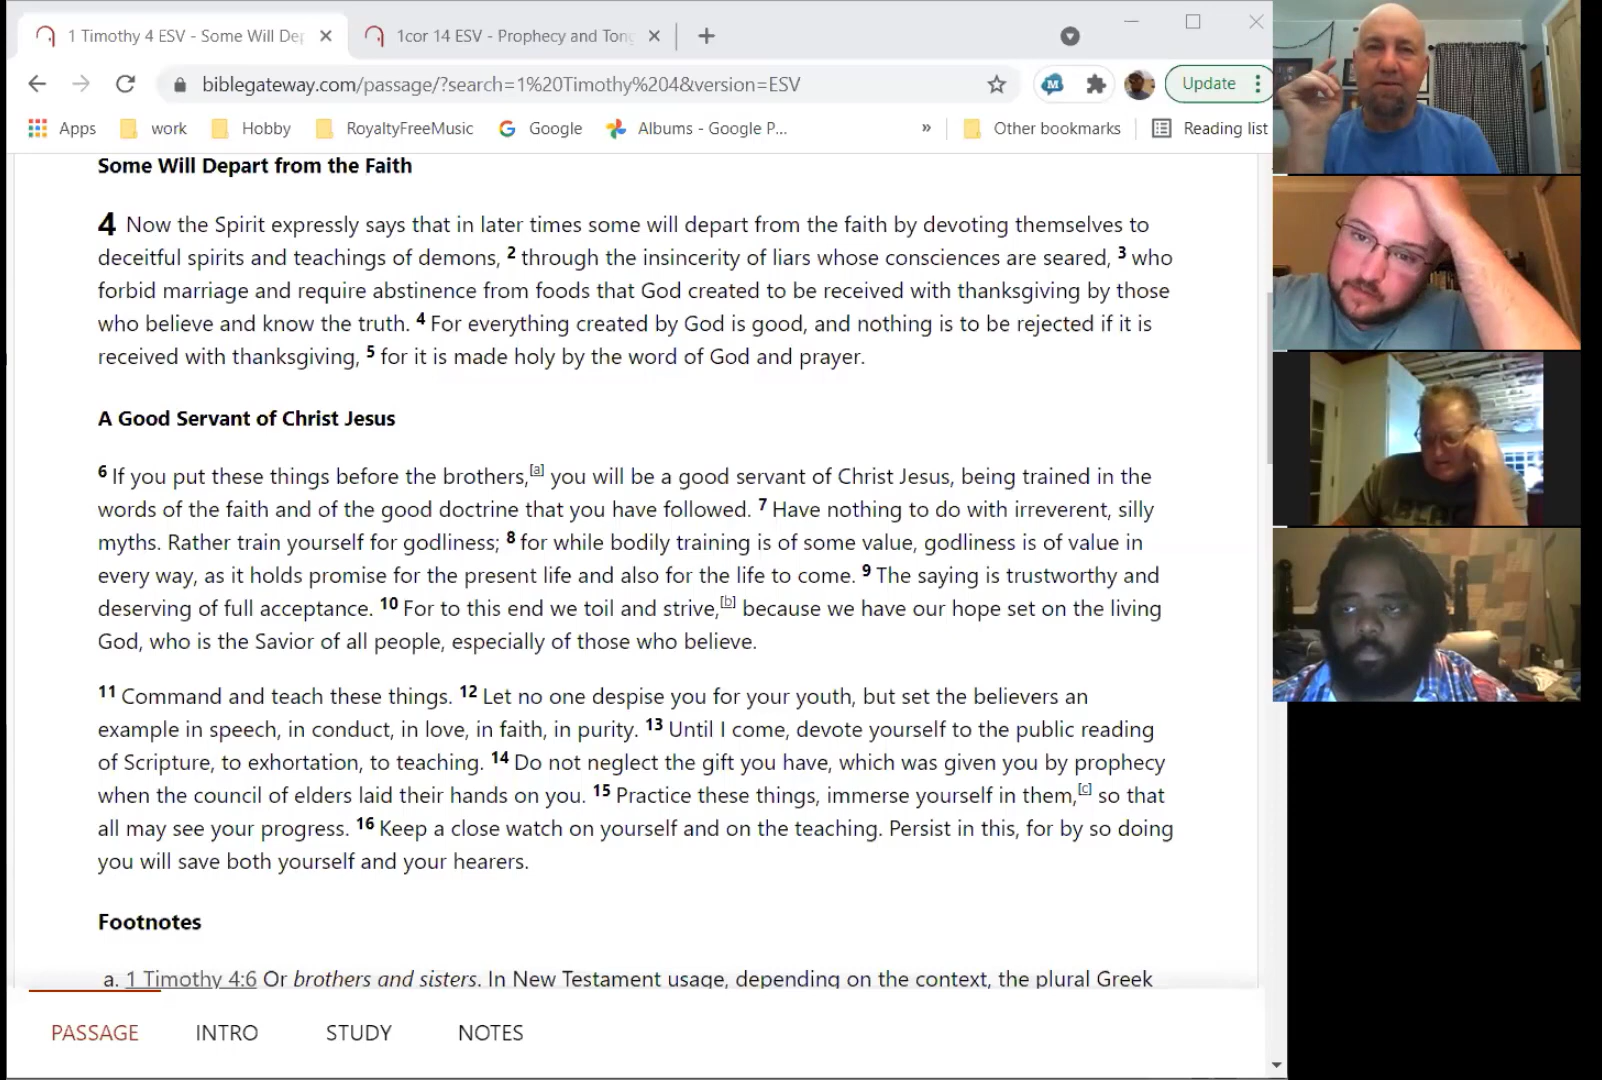 1 Timothy 4 ESV - Some Will Dep
1cor 14 ESV - Prophecy and Tong
biblegateway.com/passage/?search=1%20Timothy%204&version=ESV
M
Update
Apps
work
Hobby
RoyaltyFreeMusic
Google
Albums - Google P...
»
Other bookmarks
Reading list
Some Will Depart from the Faith
4 Now the Spirit expressly says that in later times some will depart from the faith by devoting themselves to
deceitful spirits and teachings of demons, 2 through the insincerity of liars whose consciences are seared, 3 who
forbid marriage and require abstinence from foods that God created to be received with thanksgiving by those
who believe and know the truth. 4 For everything created by God is good, and nothing is to be rejected if it is
received with thanksgiving, 5 for it is made holy by the word of God and prayer.
A Good Servant of Christ Jesus
6 If you put these things before the brothers,[a] you will be a good servant of Christ Jesus, being trained in the
words of the faith and of the good doctrine that you have followed. 7 Have nothing to do with irreverent, silly
myths. Rather train yourself for godliness; 8 for while bodily training is of some value, godliness is of value in
every way, as it holds promise for the present life and also for the life to come. 9 The saying is trustworthy and
deserving of full acceptance. 10 For to this end we toil and strive,[b] because we have our hope set on the living
God, who is the Savior of all people, especially of those who believe.
11 Command and teach these things. 12 Let no one despise you for your youth, but set the believers an
example in speech, in conduct, in love, in faith, in purity. 13 Until I come, devote yourself to the public reading
of Scripture, to exhortation, to teaching. 14 Do not neglect the gift you have, which was given you by prophecy
when the council of elders laid their hands on you. 15 Practice these things, immerse yourself in them,[c] so that
all may see your progress. 16 Keep a close watch on yourself and on the teaching. Persist in this, for by so doing
you will save both yourself and your hearers.
Footnotes
a. 1 Timothy 4:6 Or brothers and sisters. In New Testament usage, depending on the context, the plural Greek
PASSAGE
INTRO
STUDY
NOTES